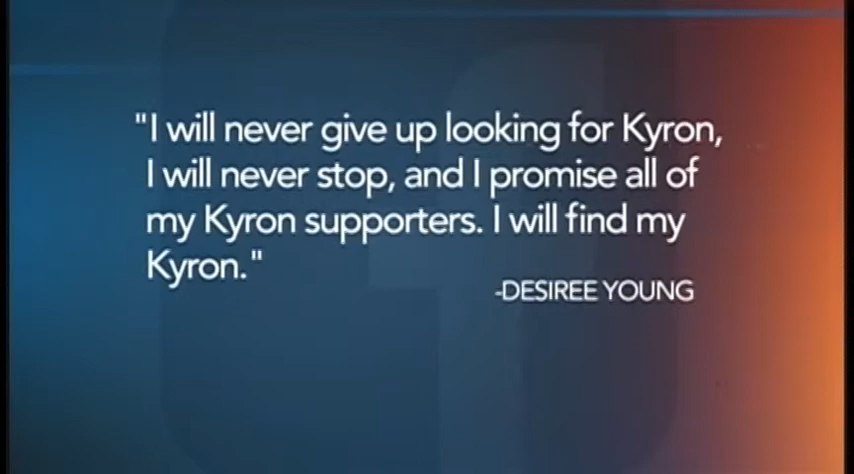 "I will never give up looking for Kyron,
I will never stop, and I promise all of
my Kyron supporters. I will find my
Kyron."
-DESIREE YOUNG